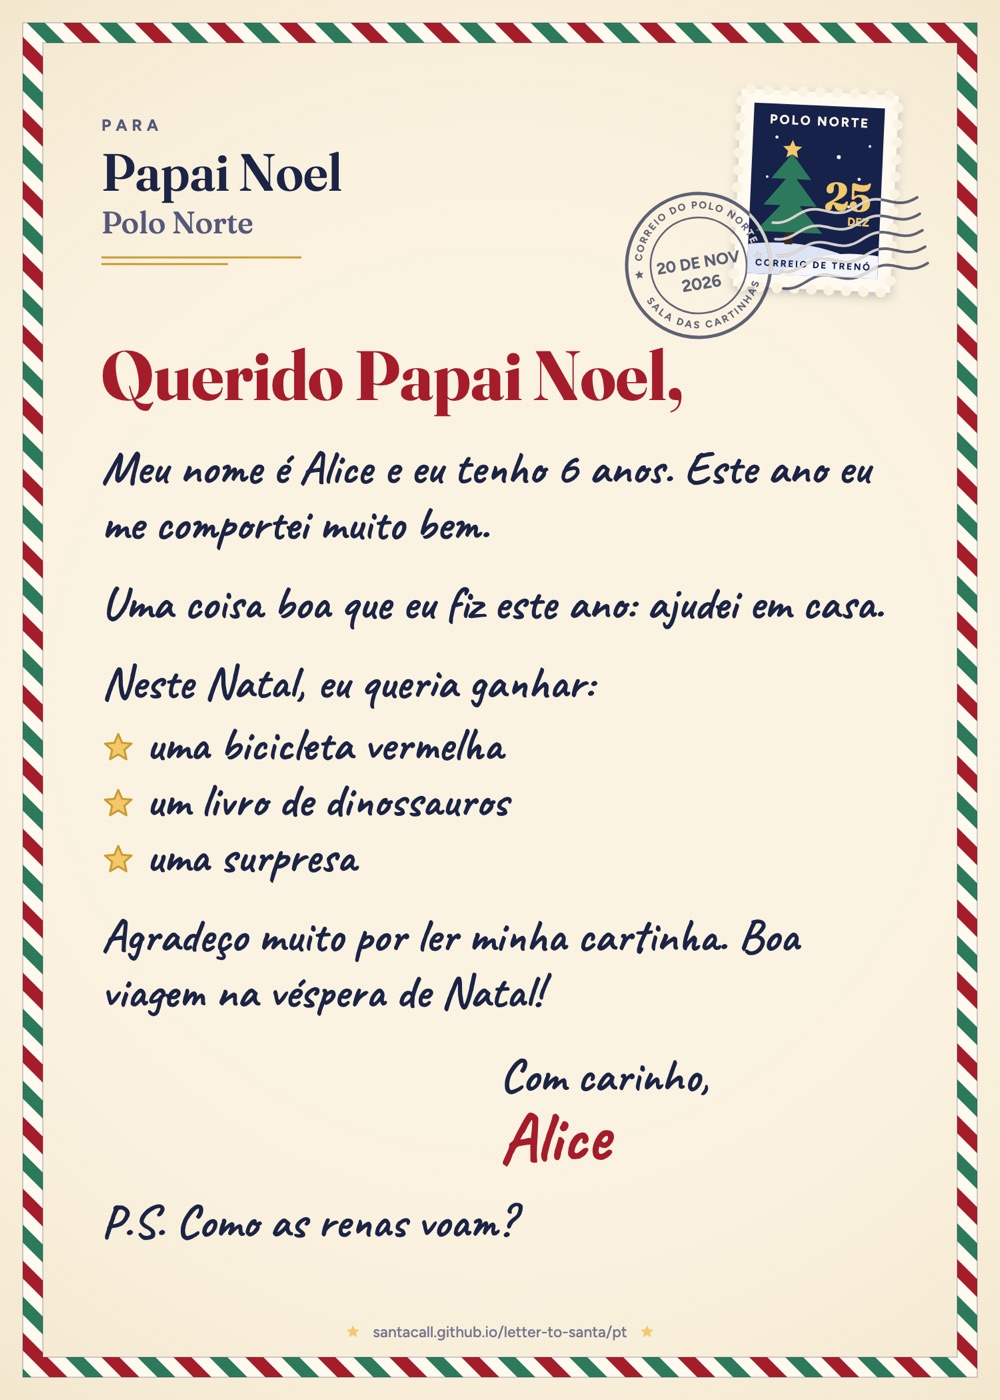 PARA
Papai Noel
Polo Norte
POLO NORTE
25
DEZ
CORREIO DE TRENÓ
CORREIO DO POLO NORTE
20 DE NOV
2026
SALA DAS CARTINHAS
Querido Papai Noel,
Meu nome é Alice e eu tenho 6 anos. Este ano eu
me comportei muito bem.
Uma coisa boa que eu fiz este ano: ajudei em casa.
Neste Natal, eu queria ganhar:
uma bicicleta vermelha
um livro de dinossauros
uma surpresa
Agradeço muito por ler minha cartinha. Boa
viagem na véspera de Natal!
Com carinho,
Alice
P.S. Como as renas voam?
santacall.github.io/letter-to-santa/pt